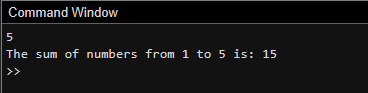 Command Window
5
The sum of numbers from 1 to 5 is: 15
>>